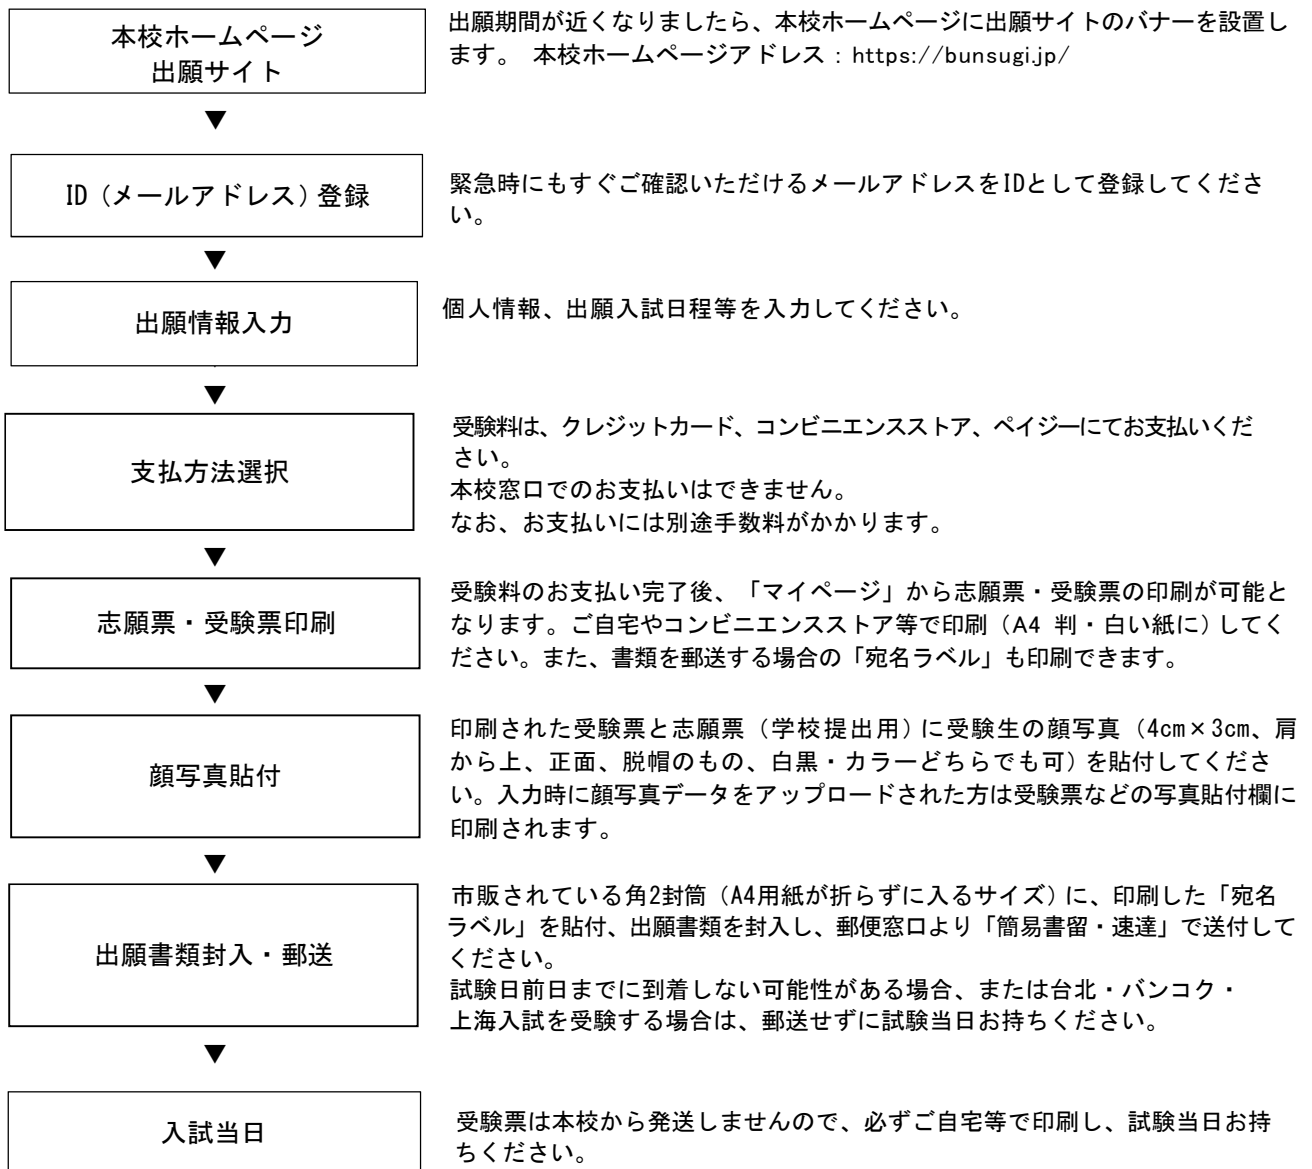 本校ホームページ
出願サイト
出願期間が近くなりましたら、本校ホームページに出願サイトのバナーを設置し
ます。 本校ホームページアドレス：https://bunsugi.jp/
▼
ID（メールアドレス）登録
緊急時にもすぐご確認いただけるメールアドレスをIDとして登録してくださ
い。
▼
出願情報入力
個人情報、出願入試日程等を入力してください。
▼
支払方法選択
受験料は、クレジットカード、コンビニエンスストア、ペイジーにてお支払いくだ
さい。
本校窓口でのお支払いはできません。
なお、お支払いには別途手数料がかかります。
▼
志願票・受験票印刷
受験料のお支払い完了後、「マイページ」から志願票・受験票の印刷が可能と
なります。ご自宅やコンビニエンスストア等で印刷（A4 判・白い紙に）してく
ださい。また、書類を郵送する場合の「宛名ラベル」も印刷できます。
▼
顔写真貼付
印刷された受験票と志願票（学校提出用）に受験生の顔写真（4cm×3cm、肩
から上、正面、脱帽のもの、白黒・カラーどちらでも可）を貼付してくださ
い。入力時に顔写真データをアップロードされた方は受験票などの写真貼付欄に
印刷されます。
▼
出願書類封入・郵送
市販されている角2封筒（A4用紙が折らずに入るサイズ）に、印刷した「宛名
ラベル」を貼付、出願書類を封入し、郵便窓口より「簡易書留・速達」で送付して
ください。
試験日前日までに到着しない可能性がある場合、または台北・バンコク・
上海入試を受験する場合は、郵送せずに試験当日お持ちください。
▼
入試当日
受験票は本校から発送しませんので、必ずご自宅等で印刷し、試験当日お持
ちください。